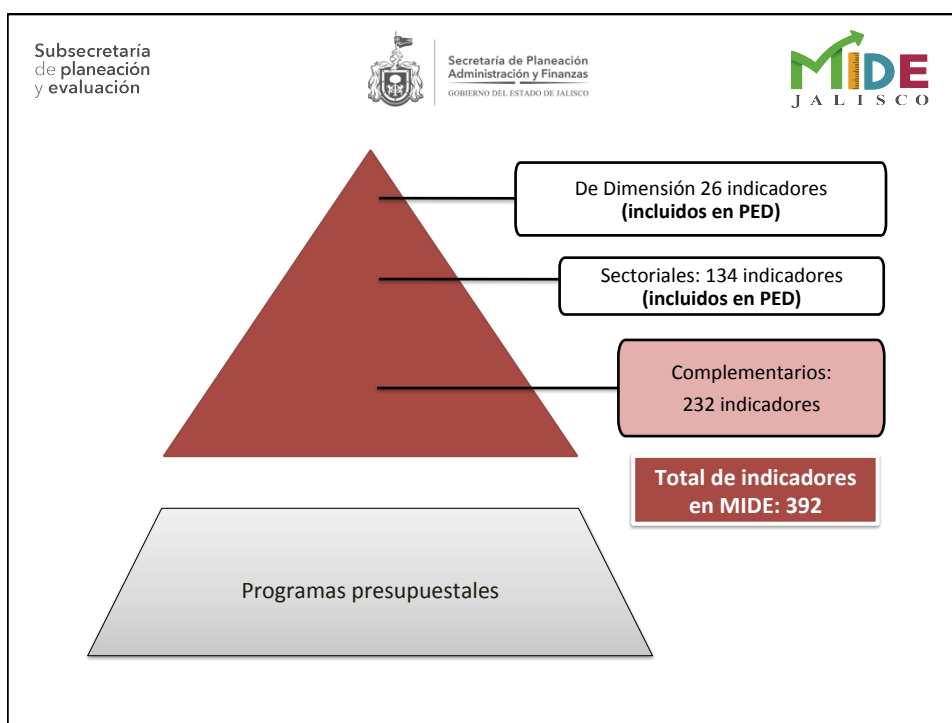 Subsecretaría
de planeación
y evaluación
Secretaría de Planeación
Administración y Finanzas
GOBIERNO DEL ESTADO DE JALISCO
MIDE
JALISCO
De Dimensión 26 indicadores
(incluidos en PED)
Sectoriales: 134 indicadores
(incluidos en PED)
Complementarios:
232 indicadores
Total de indicadores
en MIDE: 392
Programas presupuestales